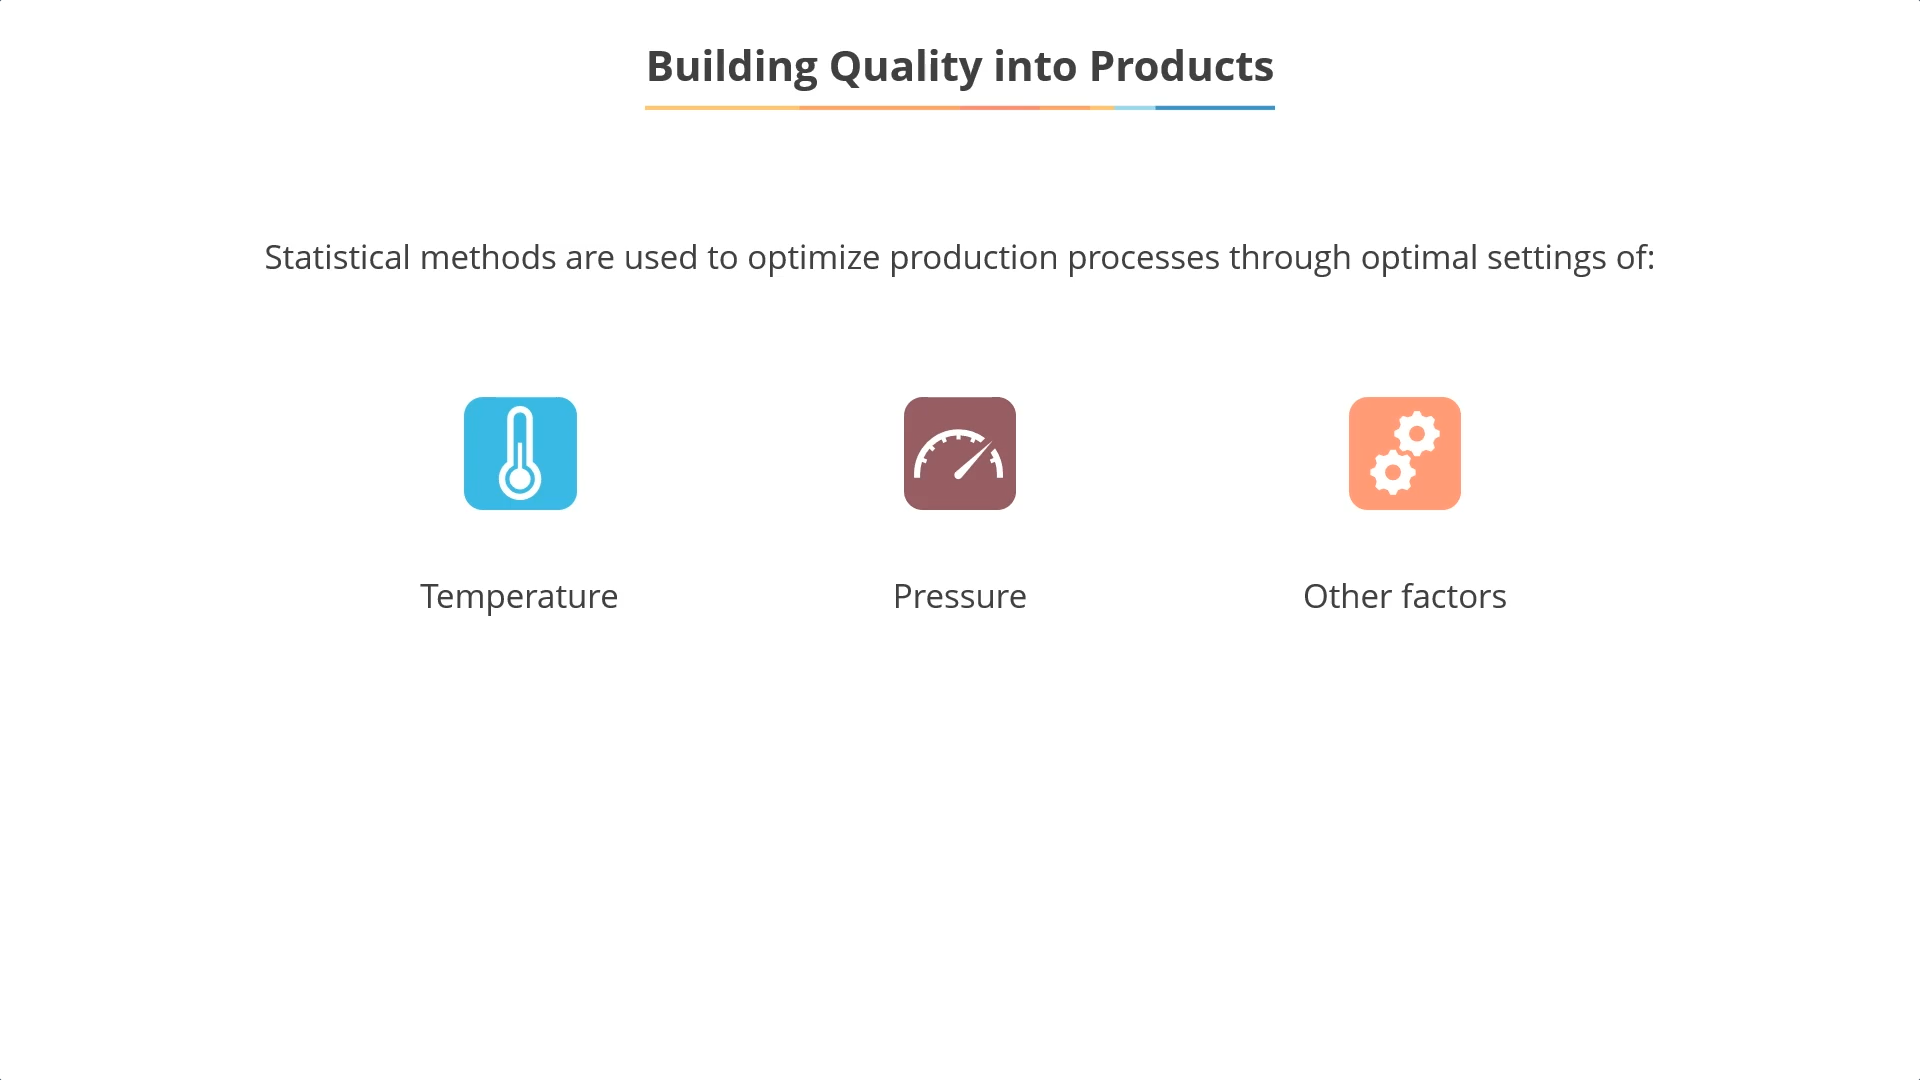 Building Quality into Products
Statistical methods are used to optimize production processes through optimal settings of:
Temperature
Pressure
Other factors